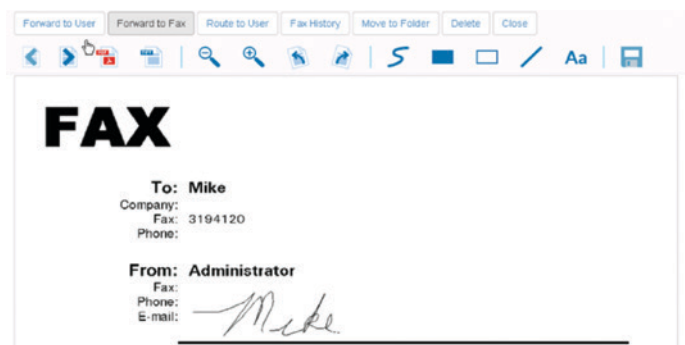 Forward to User Forward to Fax Route to User Fax History Move to Folder Delete Close
Aa
FAX
To: Mike
Company:
Fax: 3194120
Phone:
From: Administrator
Fax:
Phone:
E-mail:
Mike